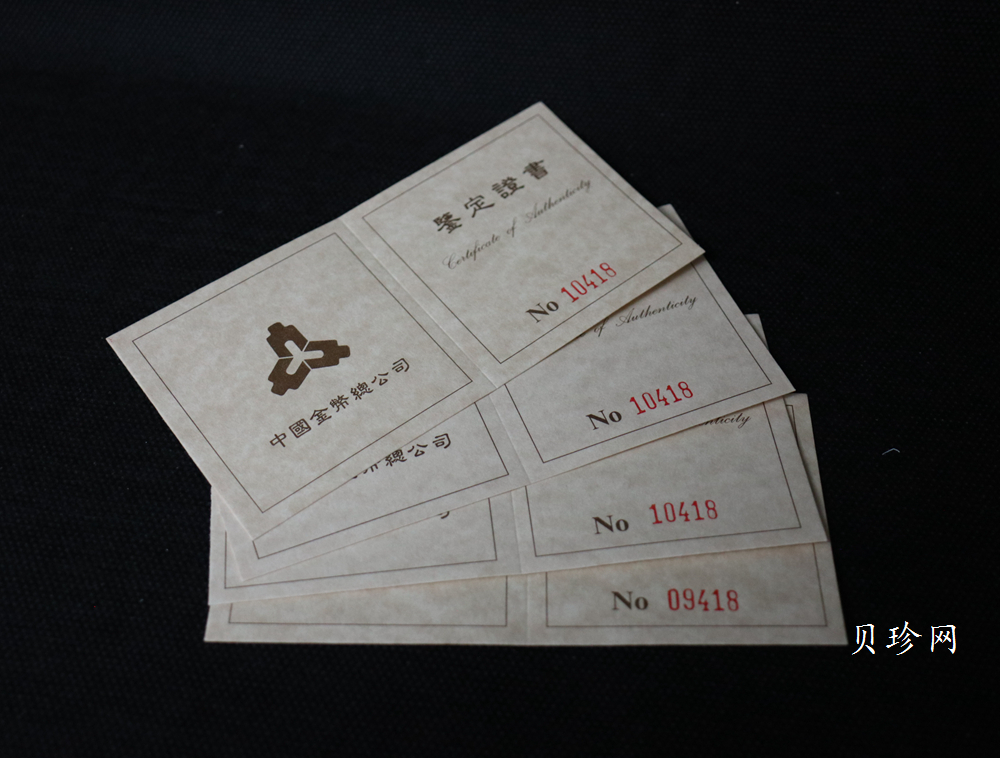 鑒定證書
Certificate of Authenticity
No 10418
中國金幣總公司
of Authenticity
No 10418
總公司
No 10418
No 09418
贝珍网